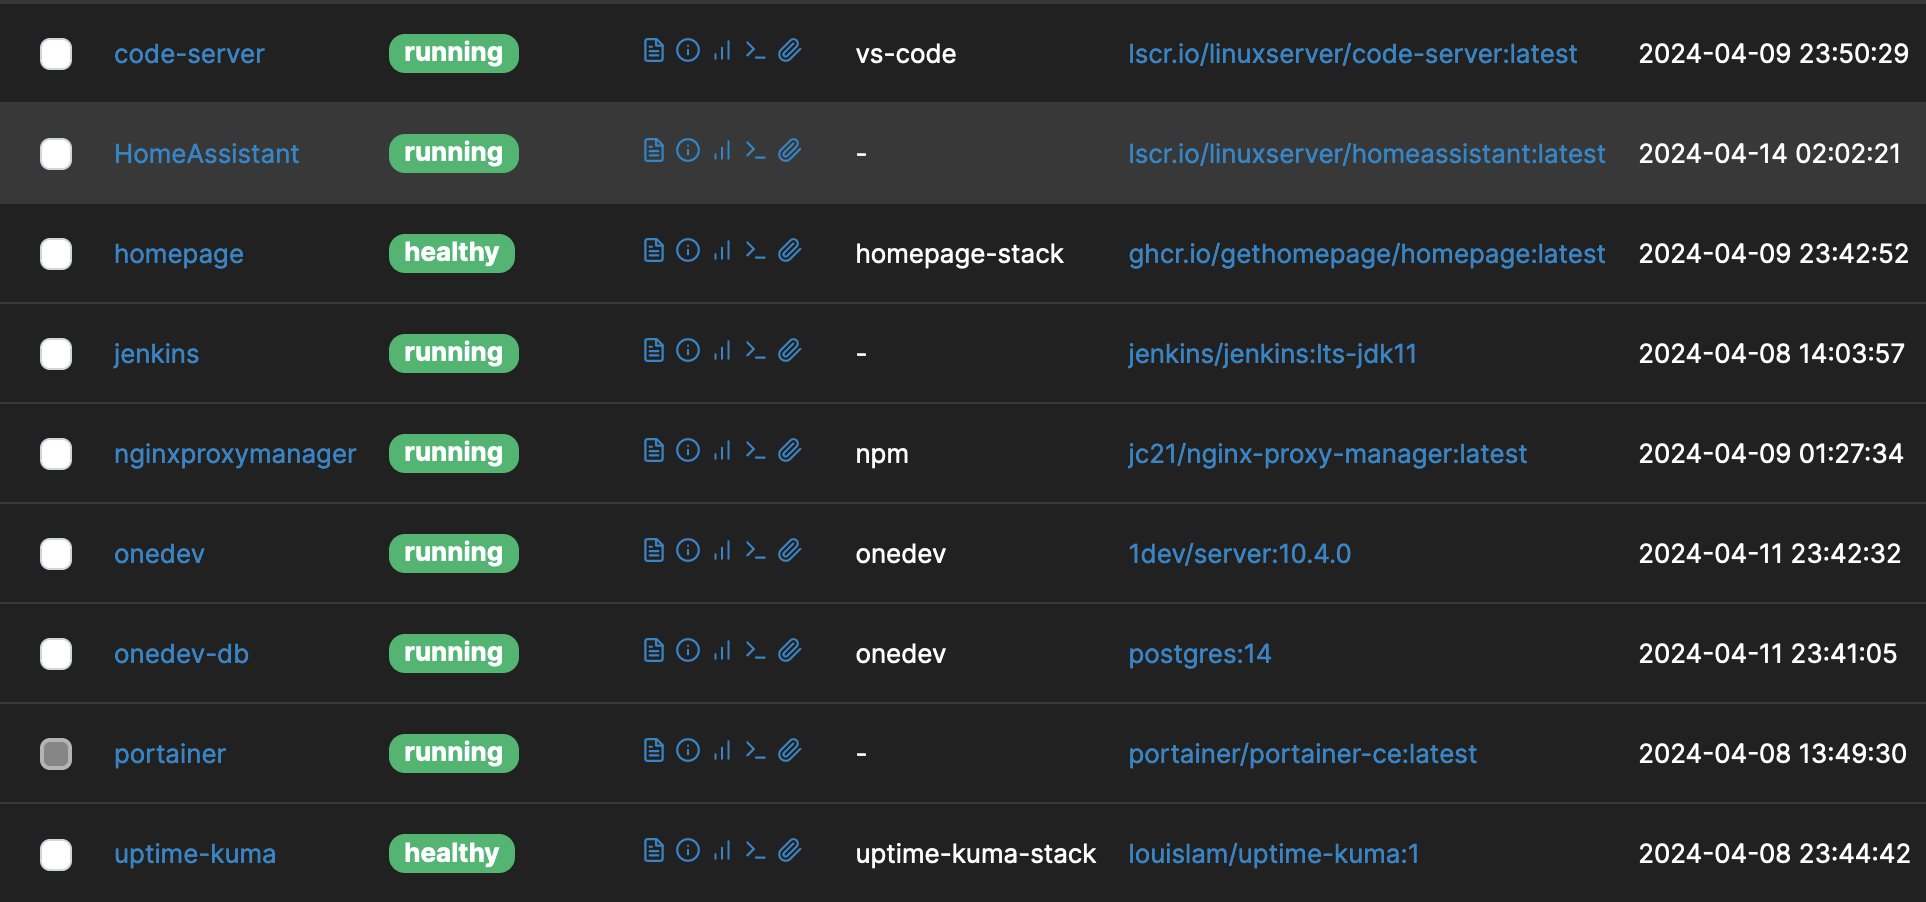 code-server running vs-code lscr.io/linuxserver/code-server:latest 2024-04-09 23:50:29
HomeAssistant running - lscr.io/linuxserver/homeassistant:latest 2024-04-14 02:02:21
homepage healthy homepage-stack ghcr.io/gethomepage/homepage:latest 2024-04-09 23:42:52
jenkins running - jenkins/jenkins:lts-jdk11 2024-04-08 14:03:57
nginxproxymanager running npm jc21/nginx-proxy-manager:latest 2024-04-09 01:27:34
onedev running onedev 1dev/server:10.4.0 2024-04-11 23:42:32
onedev-db running onedev postgres:14 2024-04-11 23:41:05
portainer running - portainer/portainer-ce:latest 2024-04-08 13:49:30
uptime-kuma healthy uptime-kuma-stack louislam/uptime-kuma:1 2024-04-08 23:44:42